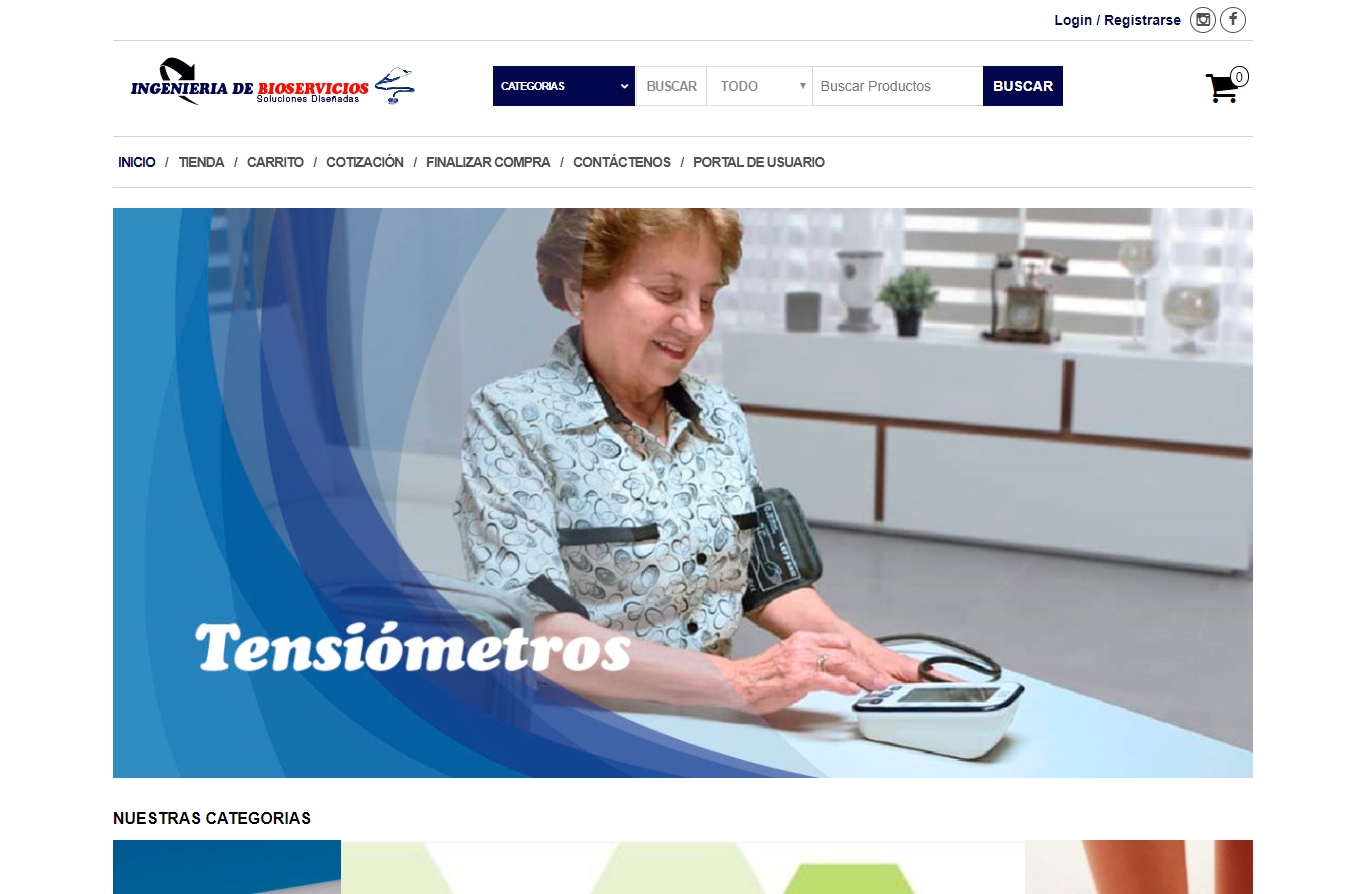 Login / Registrarse
INGENIERIA DE BIOSERVICIOS
Soluciones Diseñadas
CATEGORIAS
BUSCAR
TODO
Buscar Productos
BUSCAR
0
INICIO / TIENDA / CARRITO / COTIZACIÓN / FINALIZAR COMPRA / CONTÁCTENOS / PORTAL DE USUARIO
Tensiómetros
NUESTRAS CATEGORIAS